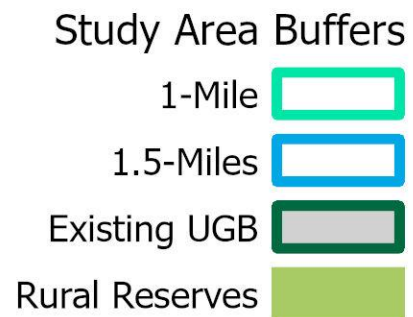 Study Area Buffers
1-Mile
1.5-Miles
Existing UGB
Rural Reserves